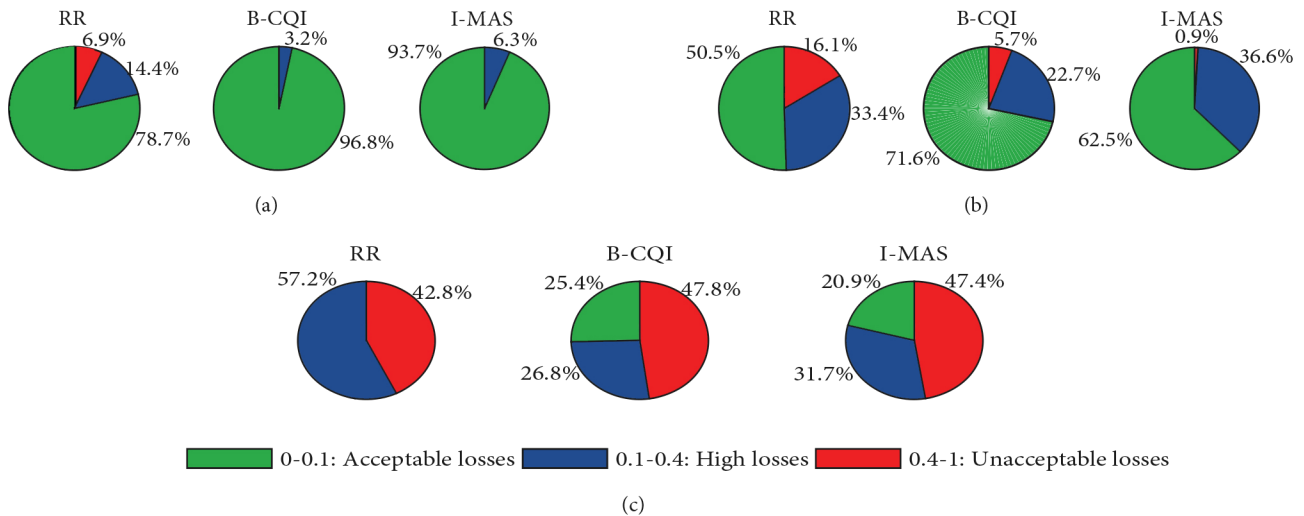 RR
6.9%
14.4%
78.7%
B-CQI
3.2%
96.8%
I-MAS
93.7%
6.3%
(a)
RR
50.5%
16.1%
33.4%
B-CQI
5.7%
22.7%
71.6%
I-MAS
0.9%
36.6%
62.5%
(b)
RR
57.2%
42.8%
B-CQI
25.4%
47.8%
26.8%
I-MAS
20.9%
47.4%
31.7%
0-0.1: Acceptable losses
0.1-0.4: High losses
0.4-1: Unacceptable losses
(c)